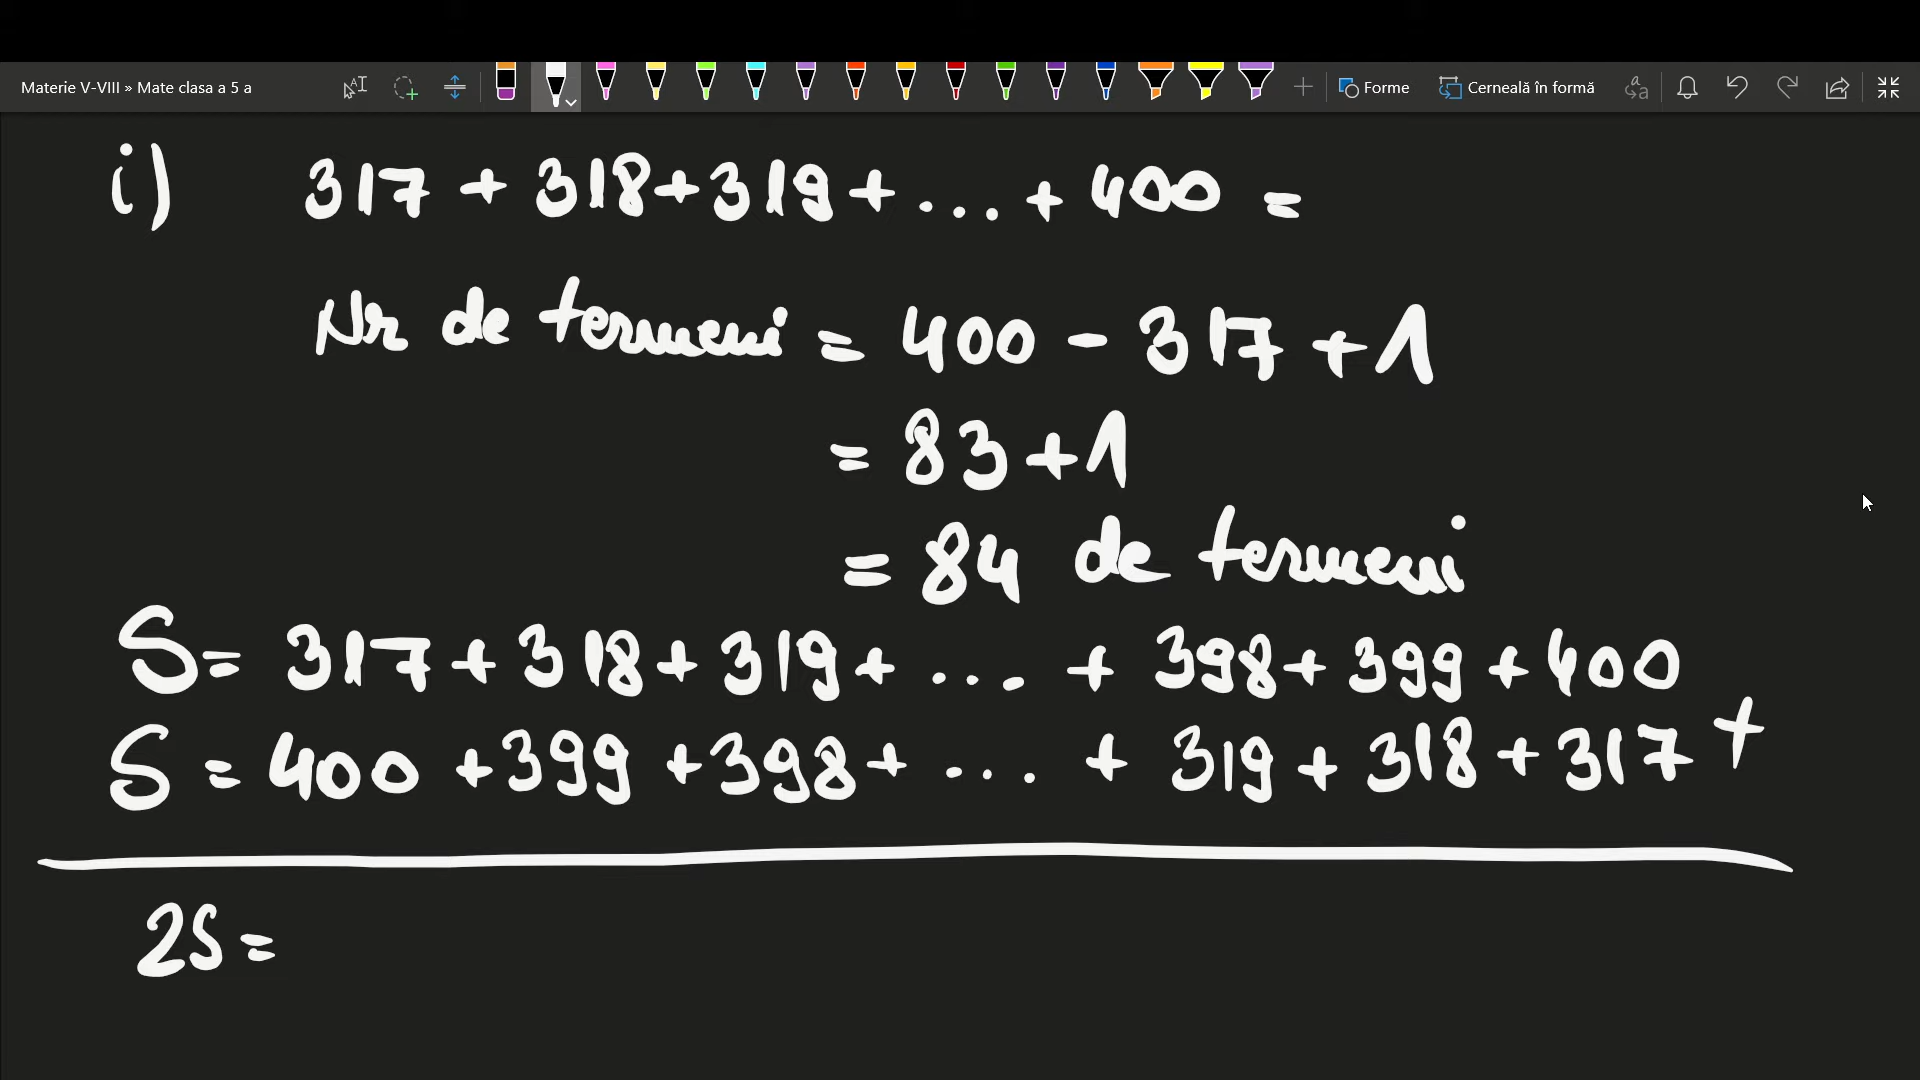 Materie V-VIII » Mate clasa a 5 a
Forme
Cerneală în formă
i) 317 + 318 + 319 + ... + 400 =
Nr de termeni = 400 - 317 + 1
= 83 + 1
= 84 de termeni
S = 317 + 318 + 319 + ... + 398 + 399 + 400
S = 400 + 399 + 398 + ... + 319 + 318 + 317 +
2S =